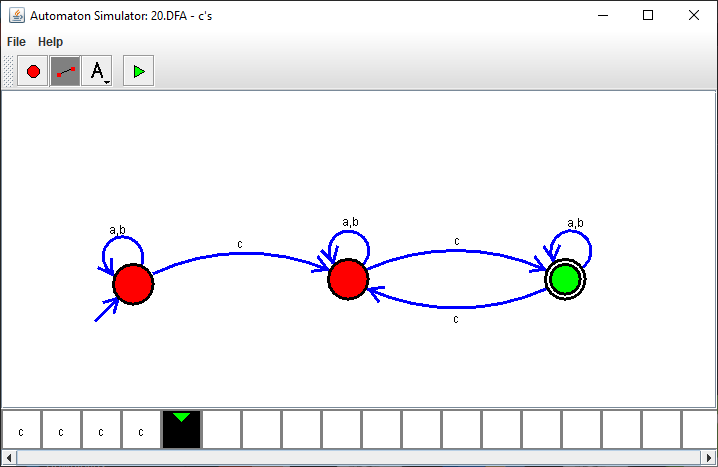 Automaton Simulator: 20.DFA - c's
File Help
A
a,b
a,b
a,b
c
c
c
c c c c